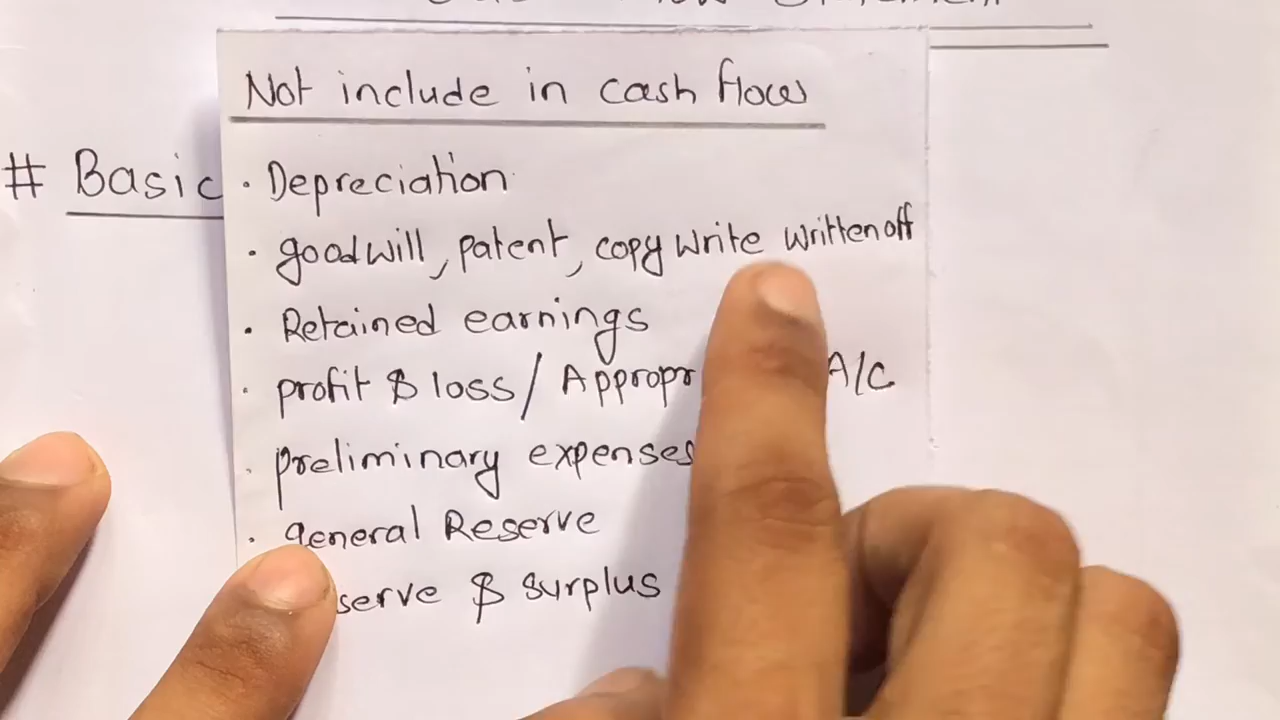 Not include in cash flow
# Basic
. Depreciation
. goodwill, patent, copy write written off
. Retained earnings
. profit & loss / Appropr A/C
. preliminary expenses
. general Reserve
serve & surplus